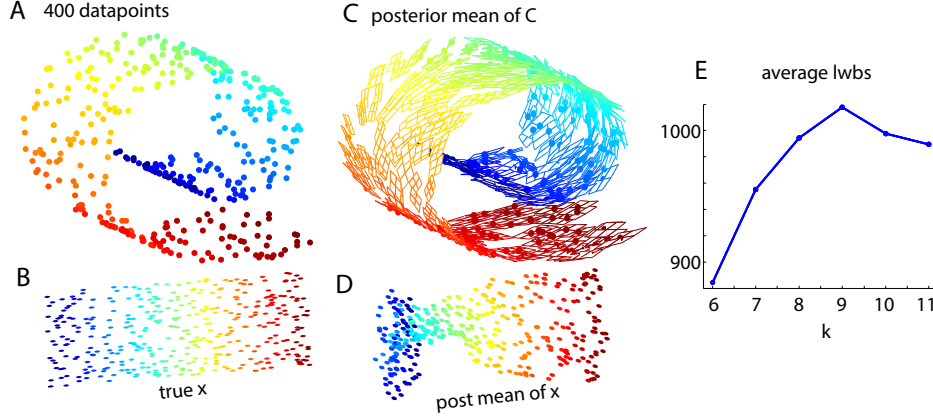 A 400 datapoints
C posterior mean of C
E average lwbs
1000
900
6 7 8 9 10 11
k
B
true x
D
post mean of x